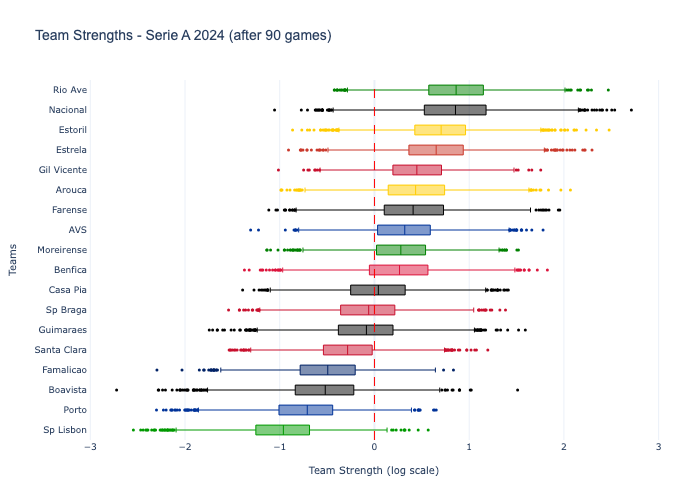 Team Strengths - Serie A 2024 (after 90 games)
Rio Ave
Nacional
Estoril
Estrela
Gil Vicente
Arouca
Farense
AVS
Moreirense
Benfica
Casa Pia
Sp Braga
Guimaraes
Santa Clara
Famalicao
Boavista
Porto
Sp Lisbon
Teams
−3 −2 −1 0 1 2 3
Team Strength (log scale)